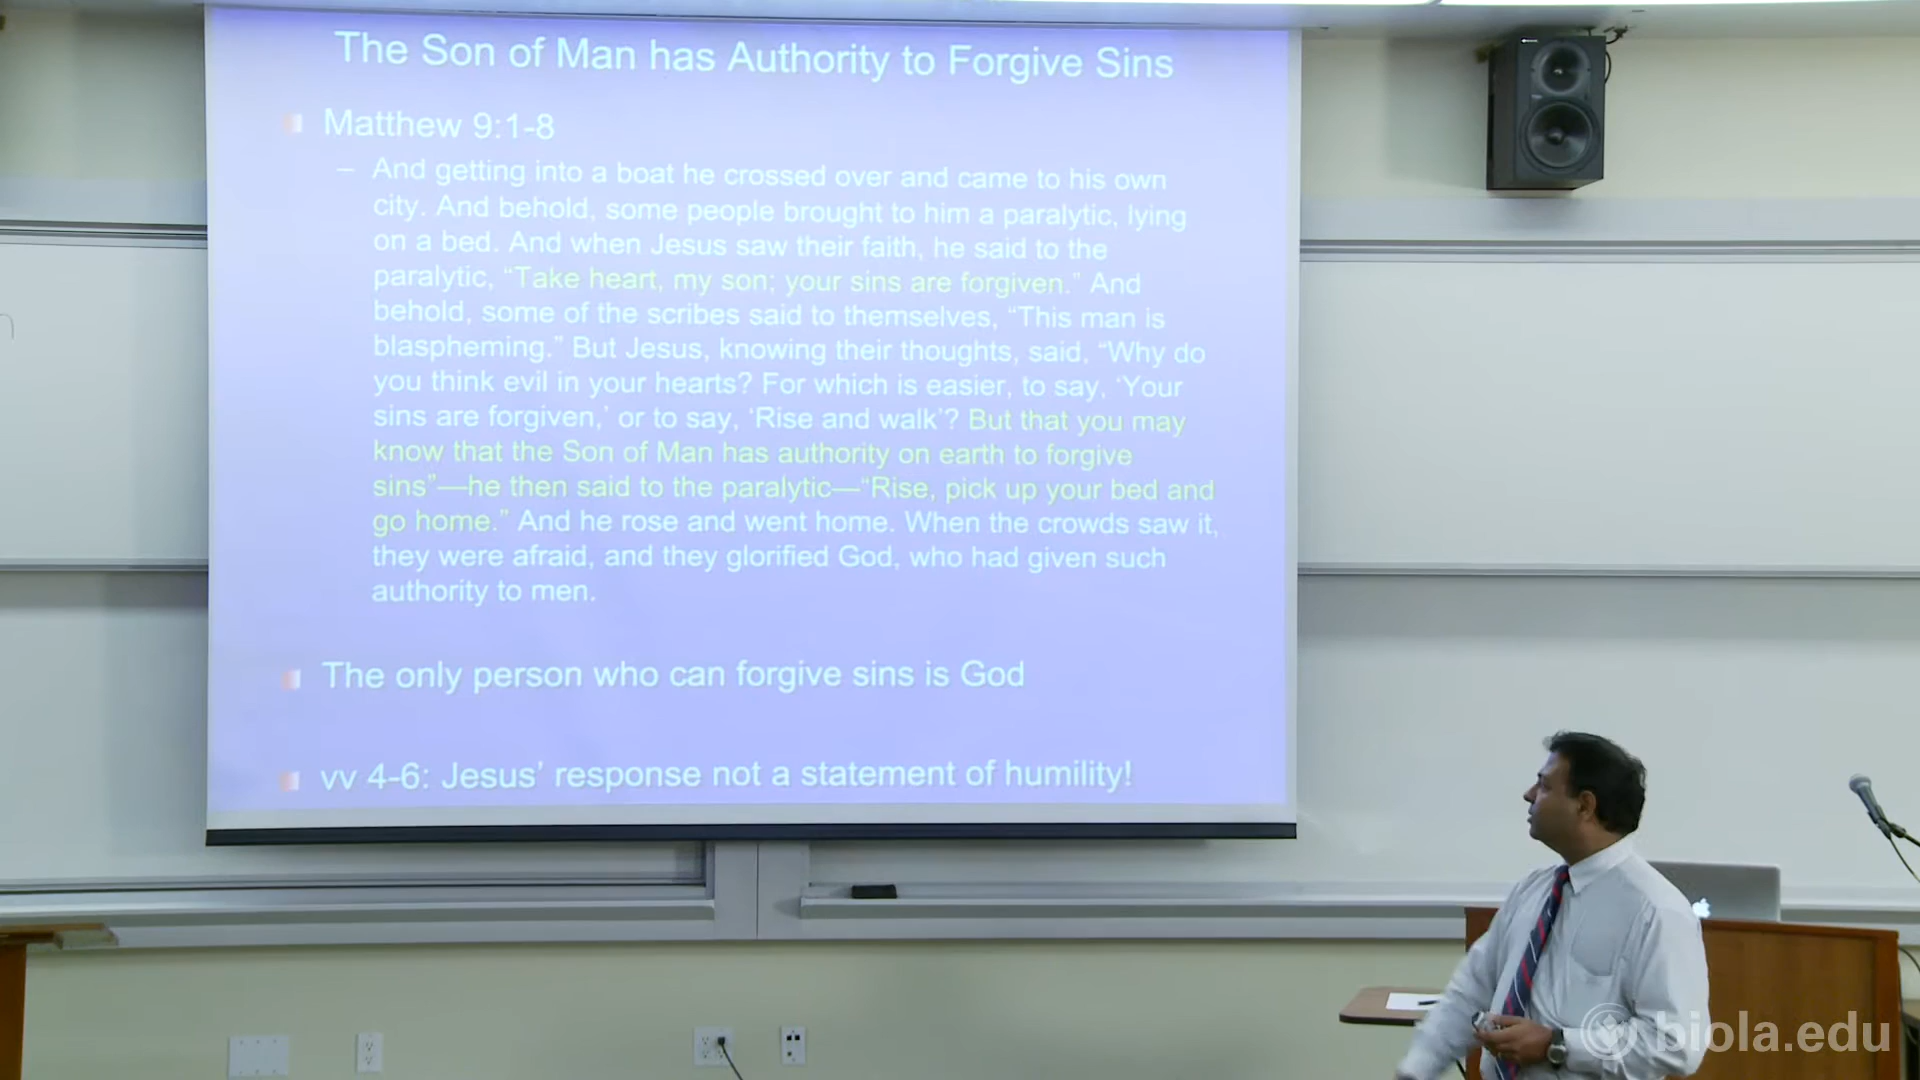 The Son of Man has Authority to Forgive Sins
Matthew 9:1-8
– And getting into a boat he crossed over and came to his own
city. And behold, some people brought to him a paralytic, lying
on a bed. And when Jesus saw their faith, he said to the
paralytic, “Take heart, my son; your sins are forgiven.” And
behold, some of the scribes said to themselves, “This man is
blaspheming.” But Jesus, knowing their thoughts, said, “Why do
you think evil in your hearts? For which is easier, to say, ‘Your
sins are forgiven,’ or to say, ‘Rise and walk’? But that you may
know that the Son of Man has authority on earth to forgive
sins”—he then said to the paralytic—“Rise, pick up your bed and
go home.” And he rose and went home. When the crowds saw it,
they were afraid, and they glorified God, who had given such
authority to men.
The only person who can forgive sins is God
vv 4-6: Jesus’ response not a statement of humility!
biola.edu